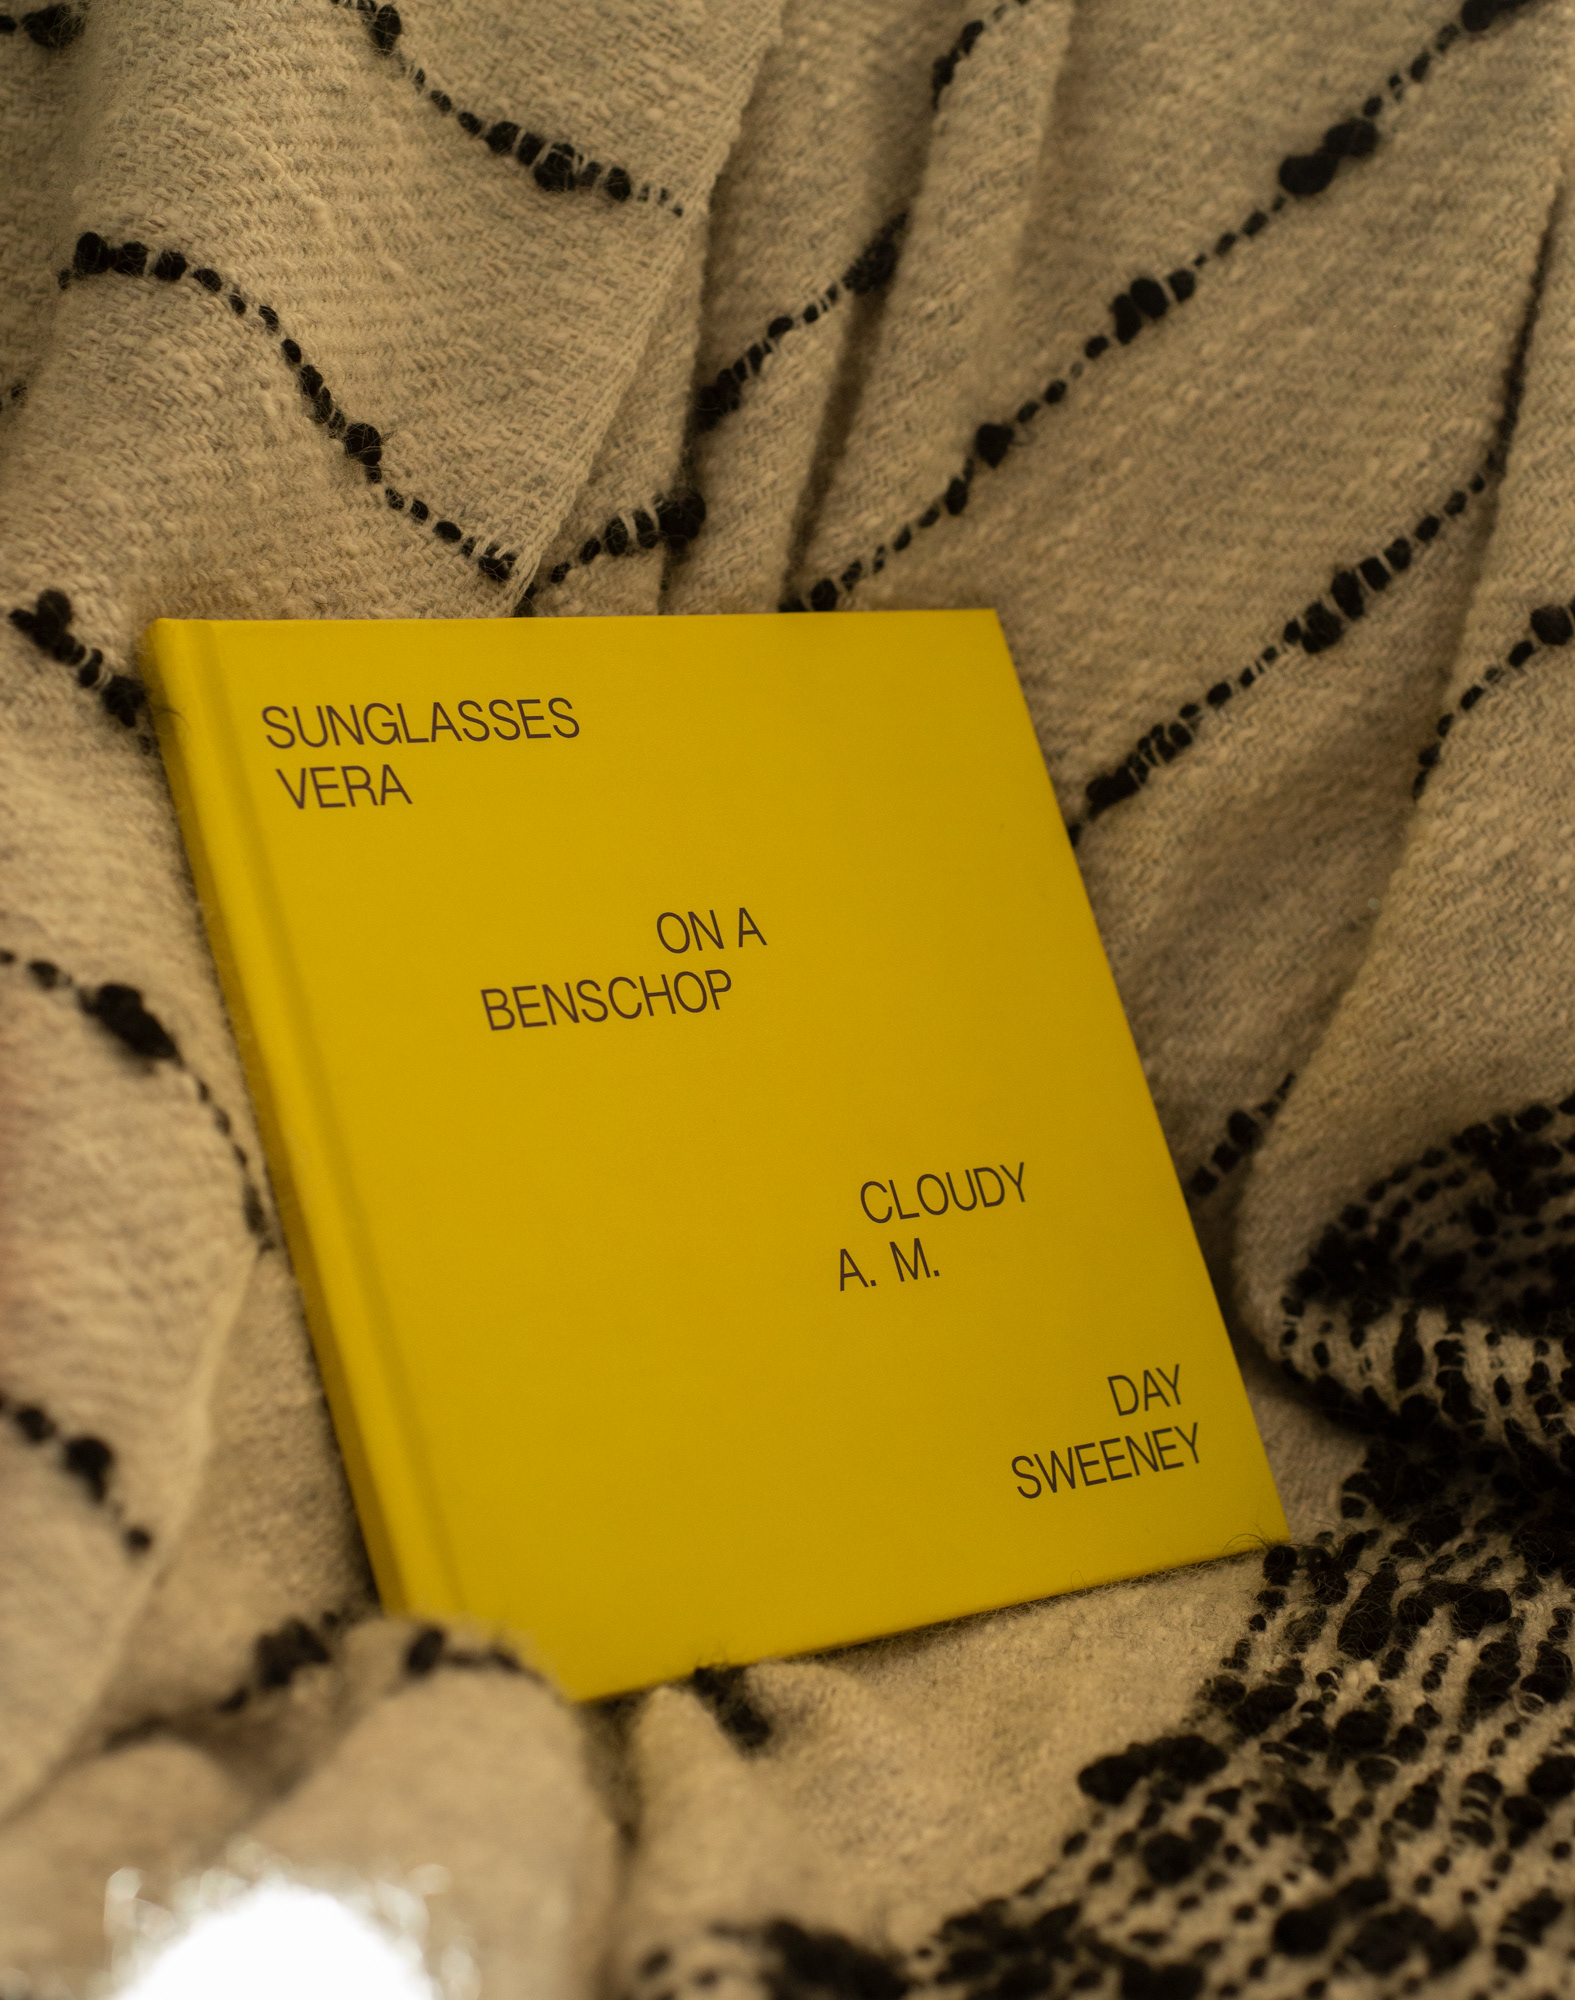 SUNGLASSES
VERA
ON A
BENSCHOP
CLOUDY
A. M.
DAY
SWEENEY